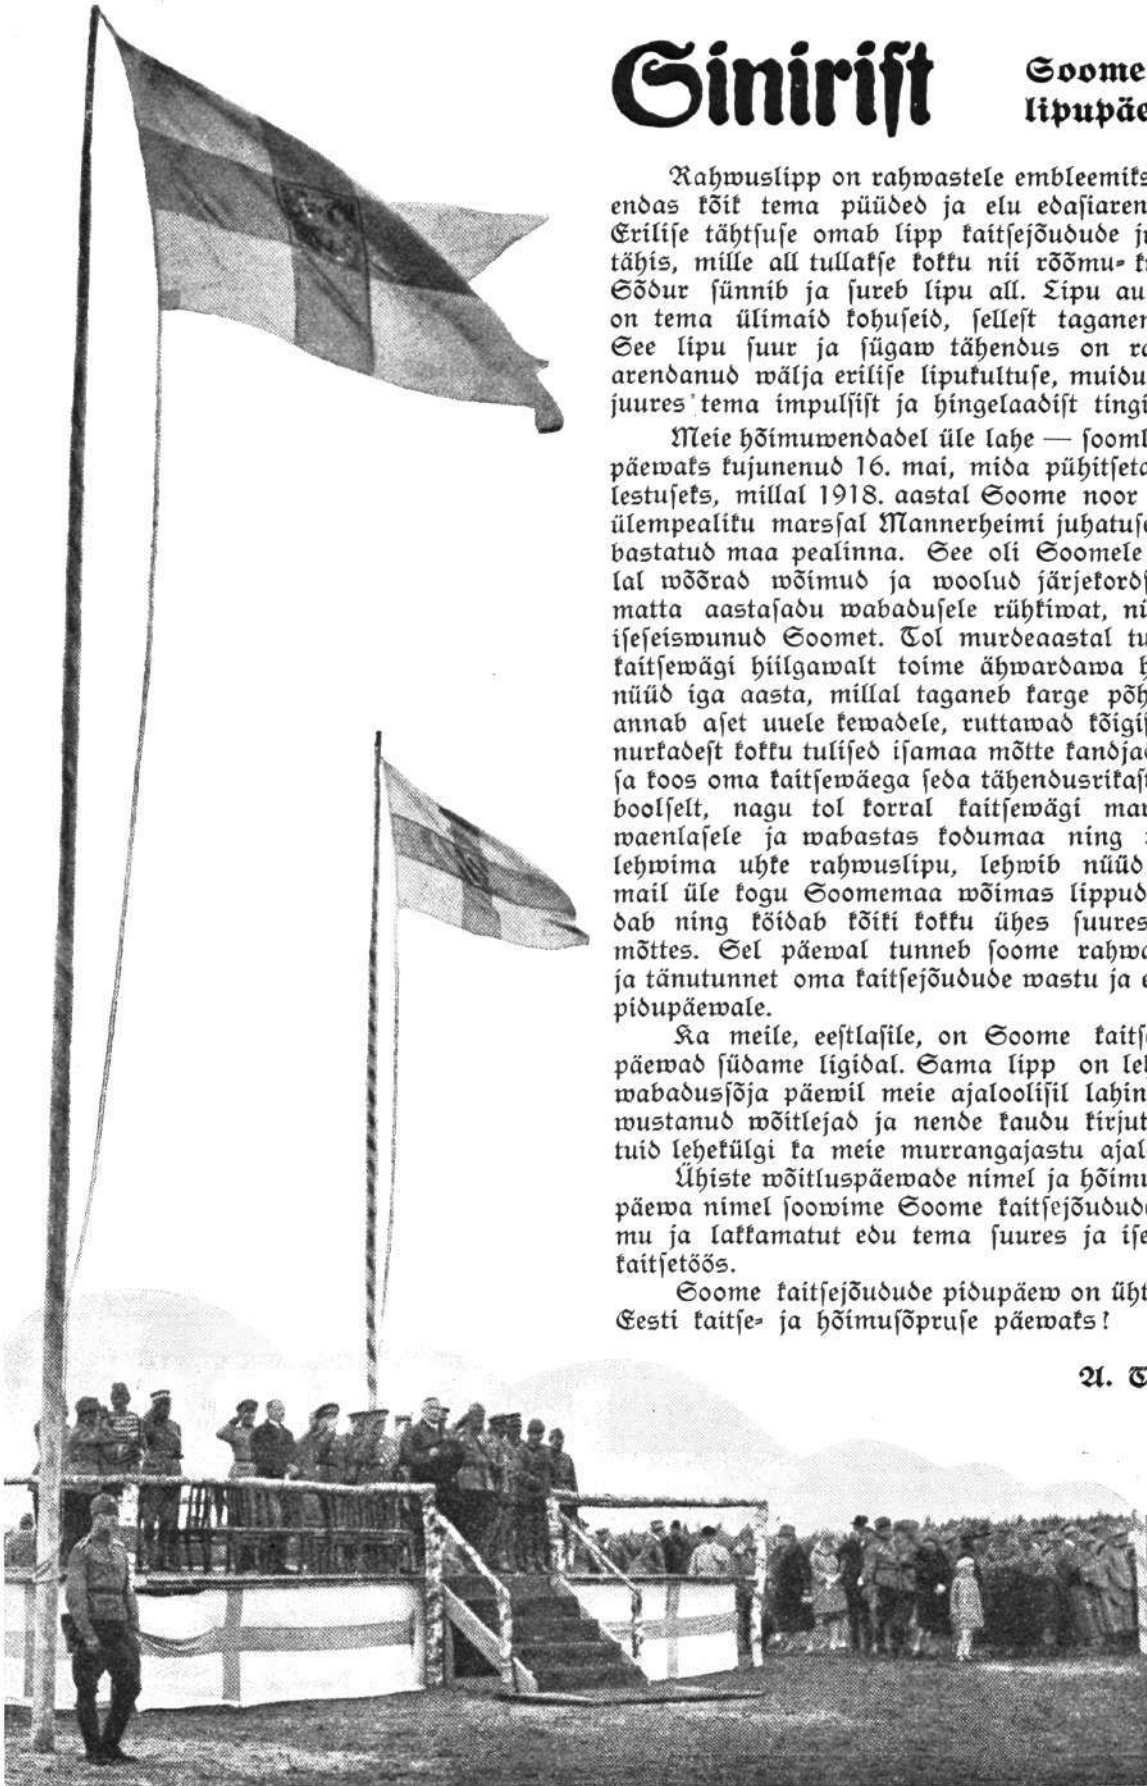 Sinirist
Soome
lipupäe
Rahwuslipp on rahwastele embleemiks
endas kõik tema püüded ja elu edasiaren
Erilise tähtsuse omab lipp kaitsejõudude j
tähis, mille all tullakse kokku nii rõõmu- k
Sõdur sünnib ja sureb lipu all. Lipu au
on tema ülimaid kohuseid, sellest taganen
See lipu suur ja sügaw tähendus on ra
arendanud wälja erilise lipukultuse, muidu
juures tema impulsist ja hingelaadist tingi
Meie hõimuwendadel üle lahe — sooml
päewaks kujunenud 16. mai, mida pühitseta
lestuseks, millal 1918. aastal Soome noor
ülempealiku marssal Mannerheimi juhatuse
bastatud maa pealinna. See oli Soomele
lal wõõrad wõimud ja woolud järjekordf
matta aastasadu wabadusele rühkiwat, ni
iseseiswunud Soomet. Tol murdeaastal tu
kaitsewägi hiilgawalt toime ähwardawa h
nüüd iga aasta, millal taganeb karge põh
annab aset uuele kewadele, ruttawad kõigi
nurkadest kokku tulised isamaa mõtte kandja
sa koos oma kaitsewäega seda tähendusrikast
boolselt, nagu tol korral kaitsewägi mar
waenlasele ja wabastas kodumaa ning
lehwima uhke rahwuslipu, lehwib nüüd
mail üle kogu Soomemaa wõimas lippud
dab ning köidab kõiki kokku ühes suures
mõttes. Sel päewal tunneb soome rahwa
ja tänutunnet oma kaitsejõudude wastu ja e
pidupäewale.
Ka meile, eestlasile, on Soome kaits
päewad südame ligidal. Sama lipp on le
wabadussõja päewil meie ajaloolisil lahin
wustanud wõitlejad ja nende kaudu kirjut
tuid lehekülgi ka meie murrangajastu ajal
Ühiste wõitluspäewade nimel ja hõimu
päewa nimel soowime Soome kaitsejõudud
mu ja lakkamatut edu tema suures ja ise
kaitsetöös.
Soome kaitsejõudude pidupäew on üht
Eesti kaitse- ja hõimusõpruse päewaks!
A. T